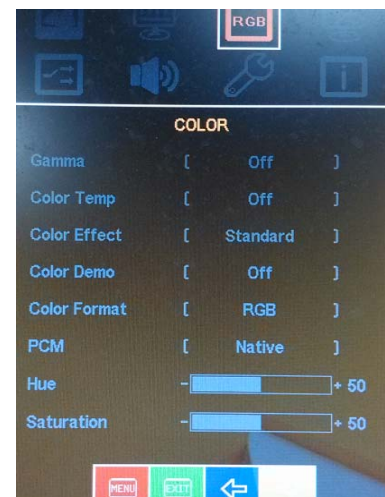 RGB
i
COLOR
Gamma [ Off ]
Color Temp [ Off ]
Color Effect [ Standard ]
Color Demo [ Off ]
Color Format [ RGB ]
PCM [ Native ]
Hue - + 50
Saturation - + 50
MENU EXIT